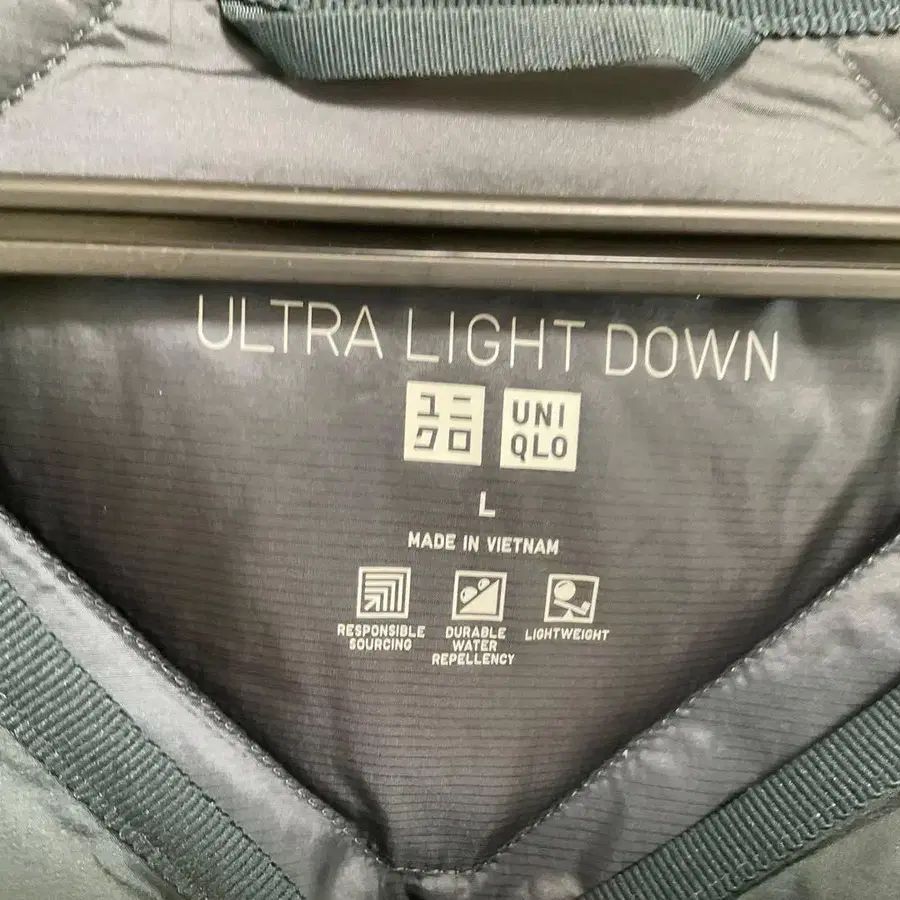 ULTRA LIGHT DOWN
ユニ UNI
クロ QLO
L
MADE IN VIETNAM
RESPONSIBLE SOURCING
DURABLE WATER REPELLENCY
LIGHTWEIGHT